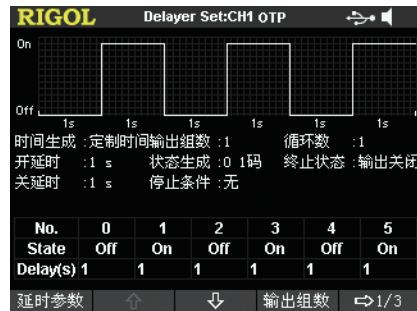 RIGOL Delayer Set:CH1 OTP
On
Off
1s 1s 1s 1s 1s 1s
时间生成 :定制时间输出组数 :1 循环数 :1
开延时 :1 s 状态生成 :0 1码 终止状态 :输出关闭
关延时 :1 s 停止条件 :无
No. 0 1 2 3 4 5
State Off On Off On Off On
Delay(s) 1 1 1 1 1 1
延时参数 输出组数 1/3